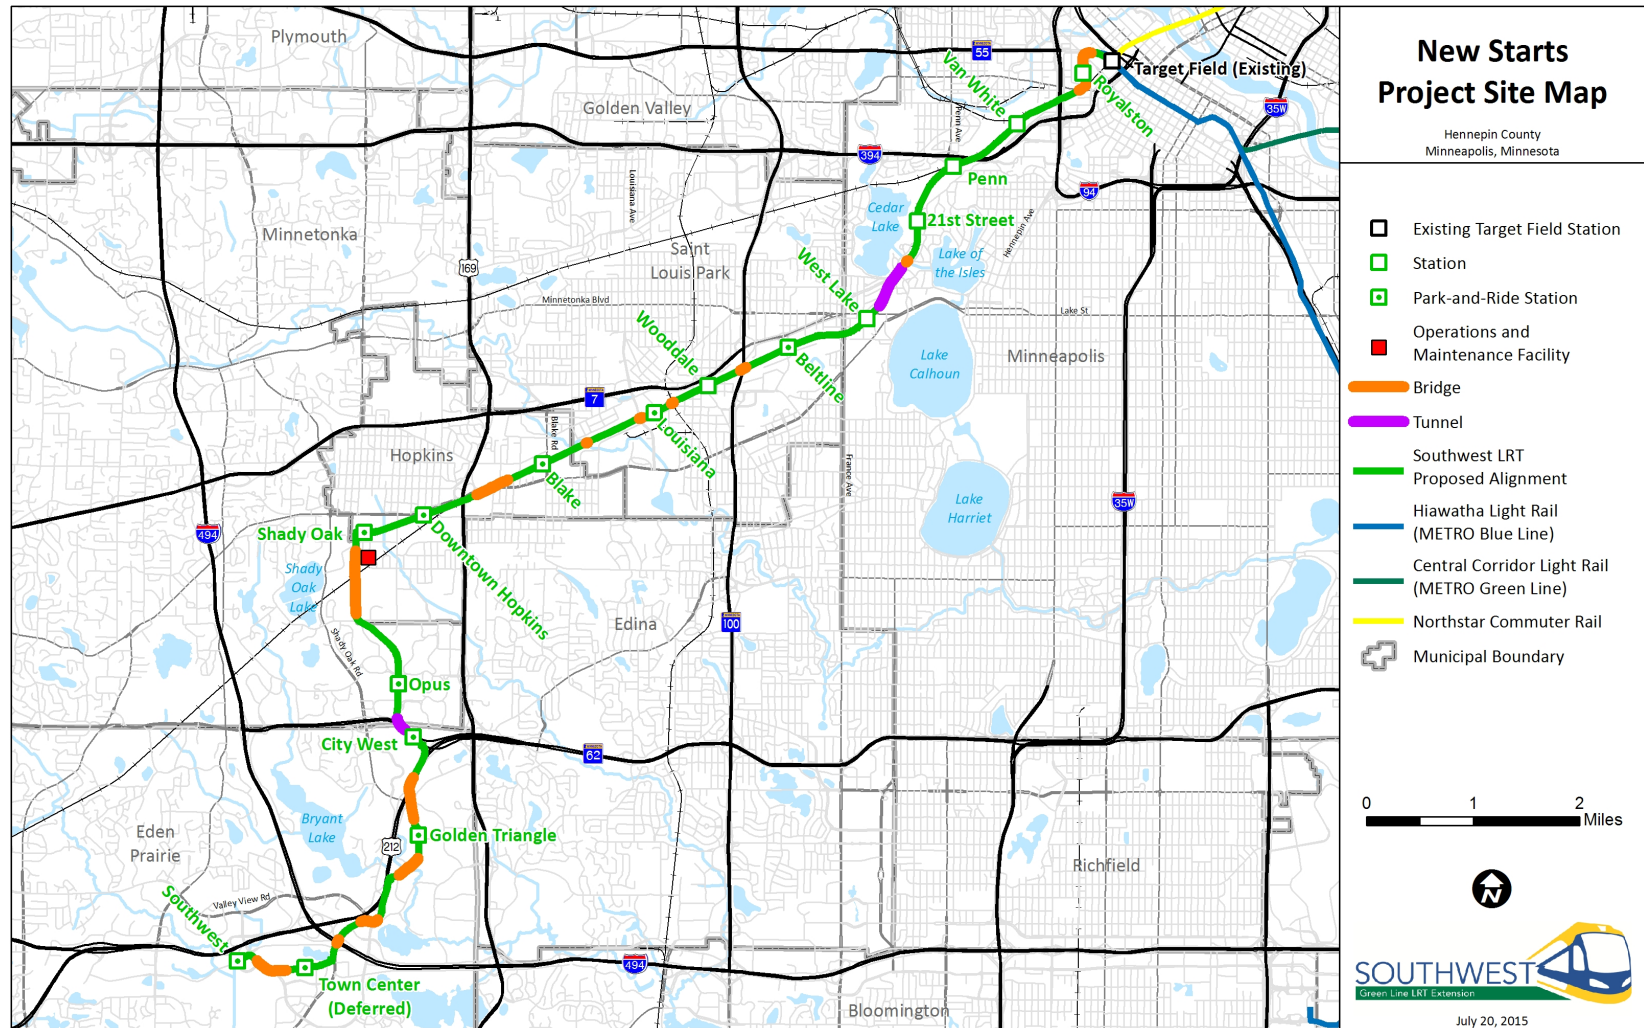 New Starts
Project Site Map
Hennepin County
Minneapolis, Minnesota
Existing Target Field Station
Station
Park-and-Ride Station
Operations and
Maintenance Facility
Bridge
Tunnel
Southwest LRT
Proposed Alignment
Hiawatha Light Rail
(METRO Blue Line)
Central Corridor Light Rail
(METRO Green Line)
Northstar Commuter Rail
Municipal Boundary
0 1 2
Miles
N
SOUTHWEST
Green Line LRT Extension
July 20, 2015
Plymouth
55
Van White
Target Field (Existing)
Royalston
35W
Golden Valley
Penn Ave
394
Penn
94
Louisiana Ave
Cedar
Lake
21st Street
Hennepin Ave
Minnetonka
Saint
Louis Park
Lake of
the Isles
169
West Lake
Minnetonka Blvd
Lake St
Wooddale
Minneapolis
Lake
Calhoun
Beltline
7
Blake Rd
Louisiana
Hopkins
France Ave
Blake
Lake
Harriet
35W
494
Shady Oak
Downtown Hopkins
Shady
Oak
Lake
Edina
100
Shady Oak Rd
Opus
City West
62
Bryant
Lake
Eden
Prairie
Golden Triangle
212
Richfield
Southwest
Valley View Rd
494
Town Center
(Deferred)
Bloomington